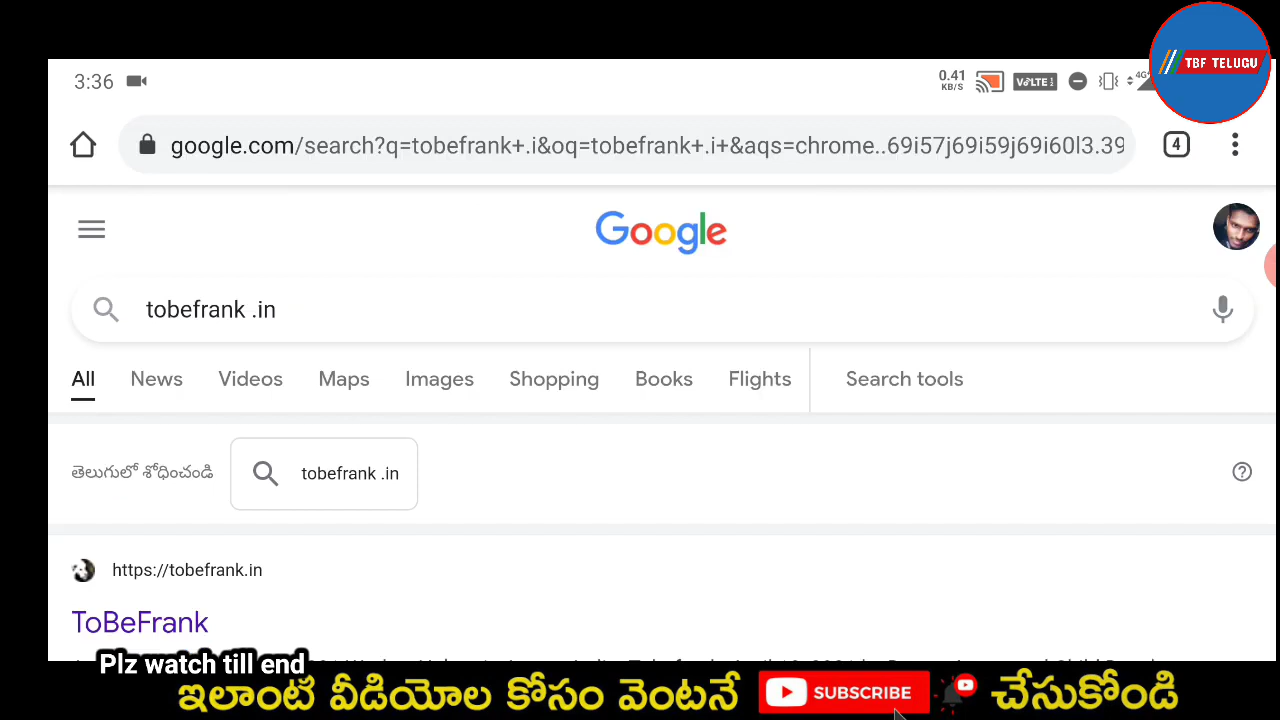 TBF TELUGU
3:36 0.41 KB/S VoLTE 1 4G+
google.com/search?q=tobefrank+.i&oq=tobefrank+.i+&aqs=chrome..69i57j69i59j69i60l3.39 4
Google
tobefrank .in
All News Videos Maps Images Shopping Books Flights Search tools
తెలుగులో శోధించండి tobefrank .in
https://tobefrank.in
ToBeFrank
Plz watch till end
ఇలాంటి వీడియోల కోసం వెంటనే SUBSCRIBE చేసుకోండి